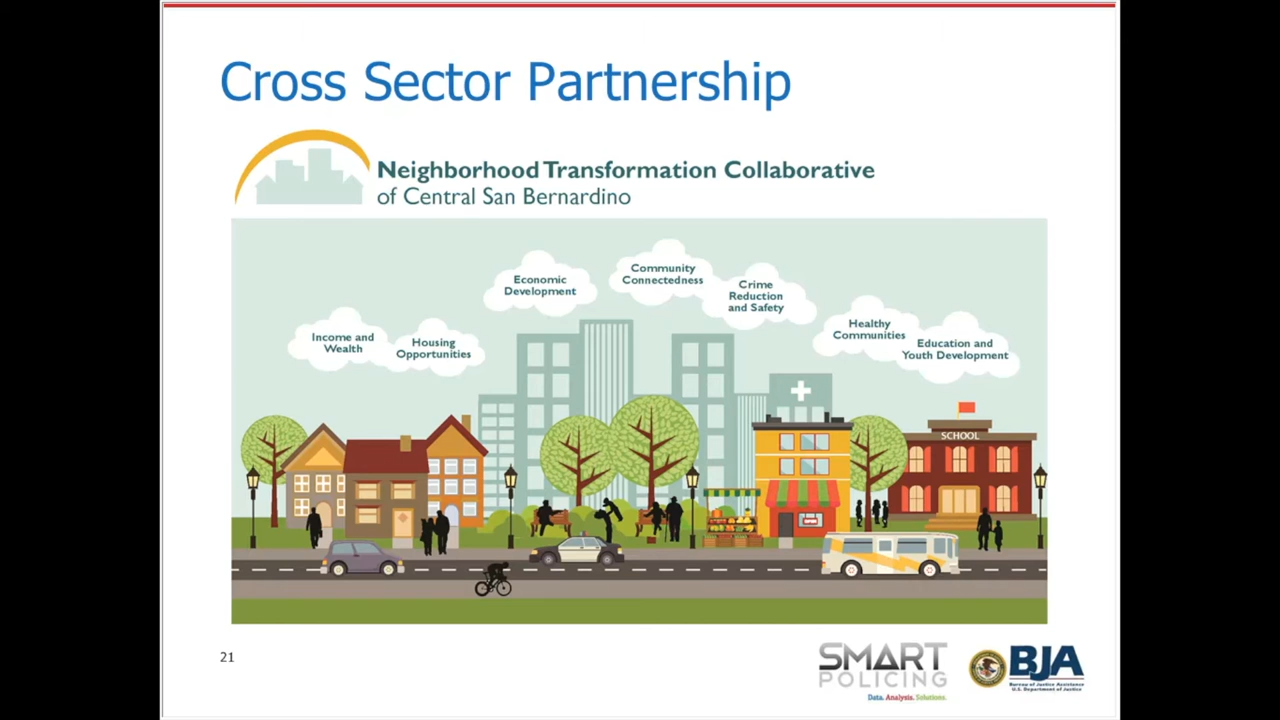 Cross Sector Partnership
Neighborhood Transformation Collaborative
of Central San Bernardino
Income and
Wealth
Housing
Opportunities
Economic
Development
Community
Connectedness
Crime
Reduction
and Safety
Healthy
Communities
Education and
Youth Development
SCHOOL
21
SMART
POLICING
Data. Analysis. Solutions.
BJA
Bureau of Justice Assistance
U.S. Department of Justice